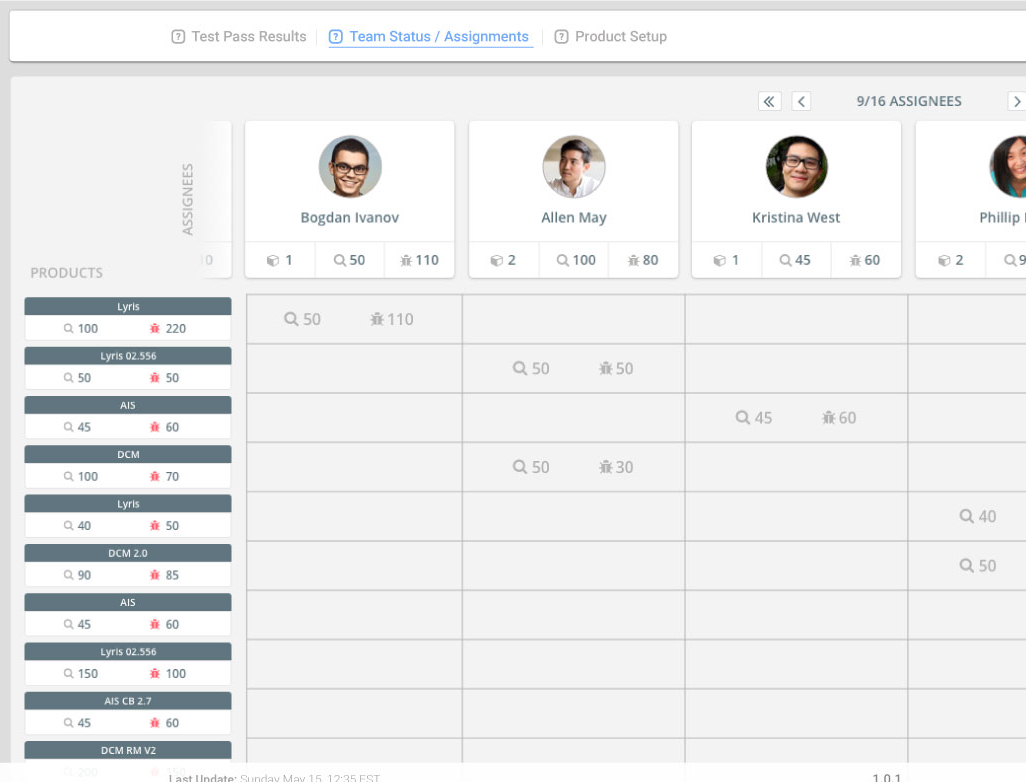 Test Pass Results Team Status / Assignments Product Setup
9/16 ASSIGNEES
ASSIGNEES
PRODUCTS
Bogdan Ivanov Allen May Kristina West Phillip
1 50 110 2 100 80 1 45 60 2 9
Lyris
100 220 50 110
Lyris 02.556
50 50 50 50
AIS
45 60 45 60
DCM
100 70 50 30
Lyris
40 50 40
DCM 2.0
90 85 50
AIS
45 60
Lyris 02.556
150 100
AIS CB 2.7
45 60
DCM RM V2
200 150
Last Update: Sunday May 15, 12:35 EST 1.0.1